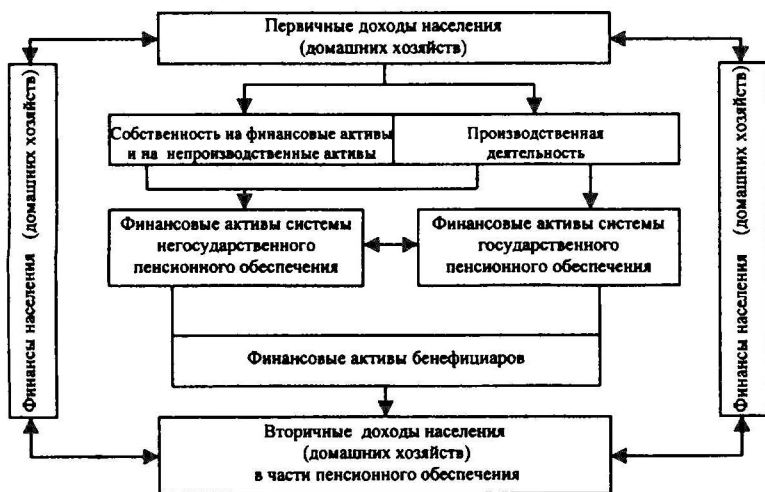 Первичные доходы населения
(домашних хозяйств)
Финансы населения (домашних хозяйств)
Финансы населения (домашних хозяйств)
Собственность на финансовые активы
и на непроизводственные активы
Производственная
деятельность
Финансовые активы системы
негосударственного
пенсионного обеспечения
Финансовые активы системы
государственного
пенсионного обеспечения
Финансовые активы бенефициаров
Вторичные доходы населения
(домашних хозяйств)
в части пенсионного обеспечения